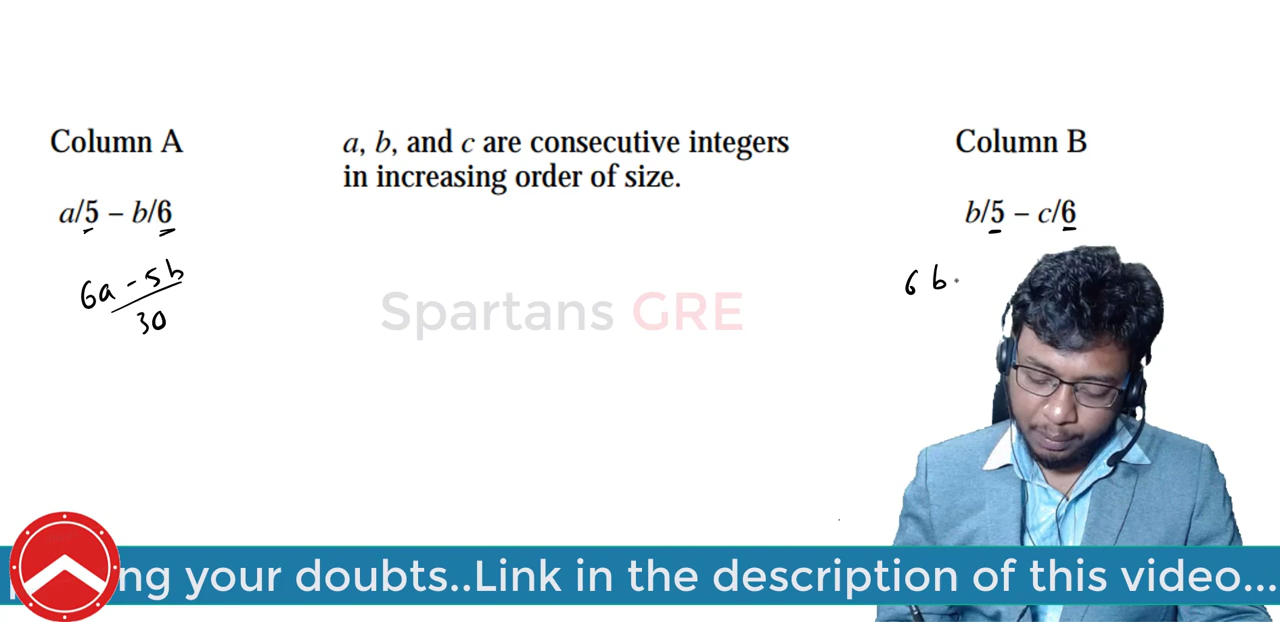 Column A
a, b, and c are consecutive integers
in increasing order of size.
Column B
a/5 – b/6
b/5 – c/6
6a - 5b
30
6 b
Spartans GRE
ng your doubts..Link in the description of this video...